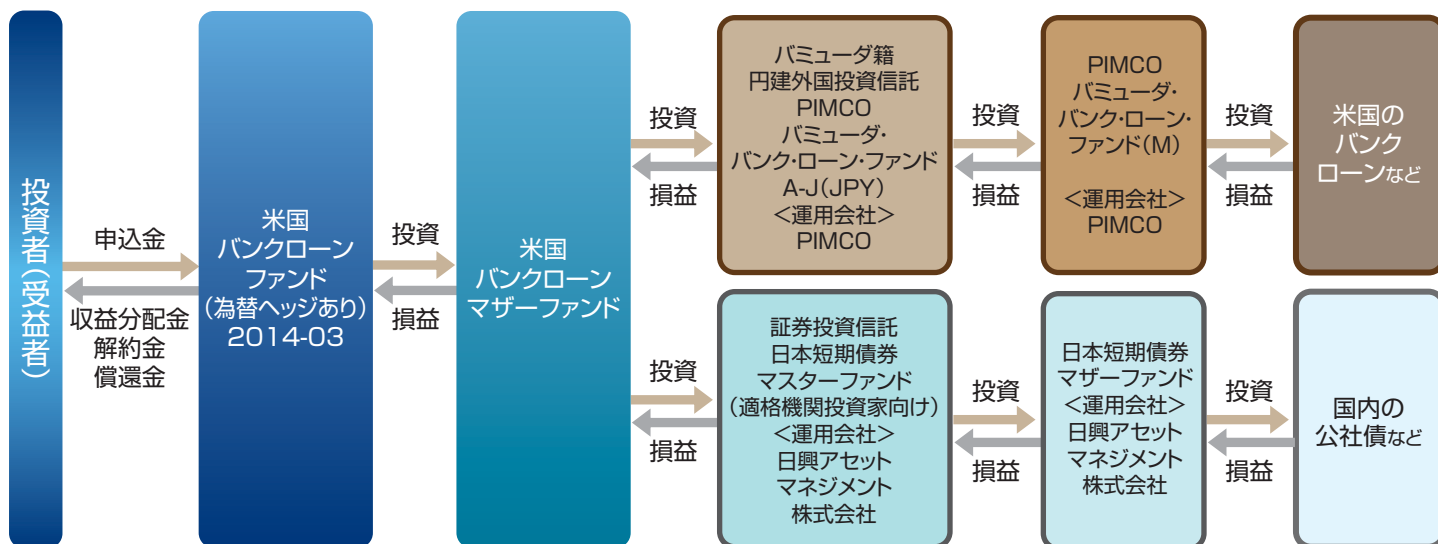 投資者(受益者)
申込金
収益分配金
解約金
償還金
米国
バンクローン
ファンド
(為替ヘッジあり)
2014-03
投資
損益
米国
バンクローン
マザーファンド
投資
損益
バミューダ籍
円建外国投資信託
PIMCO
バミューダ・
バンク・ローン・ファンド
A-J(JPY)
<運用会社>
PIMCO
投資
損益
PIMCO
バミューダ・
バンク・ローン・
ファンド(M)
<運用会社>
PIMCO
投資
損益
米国の
バンク
ローンなど
投資
損益
証券投資信託
日本短期債券
マスターファンド
(適格機関投資家向け)
<運用会社>
日興アセット
マネジメント
株式会社
投資
損益
日本短期債券
マザーファンド
<運用会社>
日興アセット
マネジメント
株式会社
投資
損益
国内の
公社債など